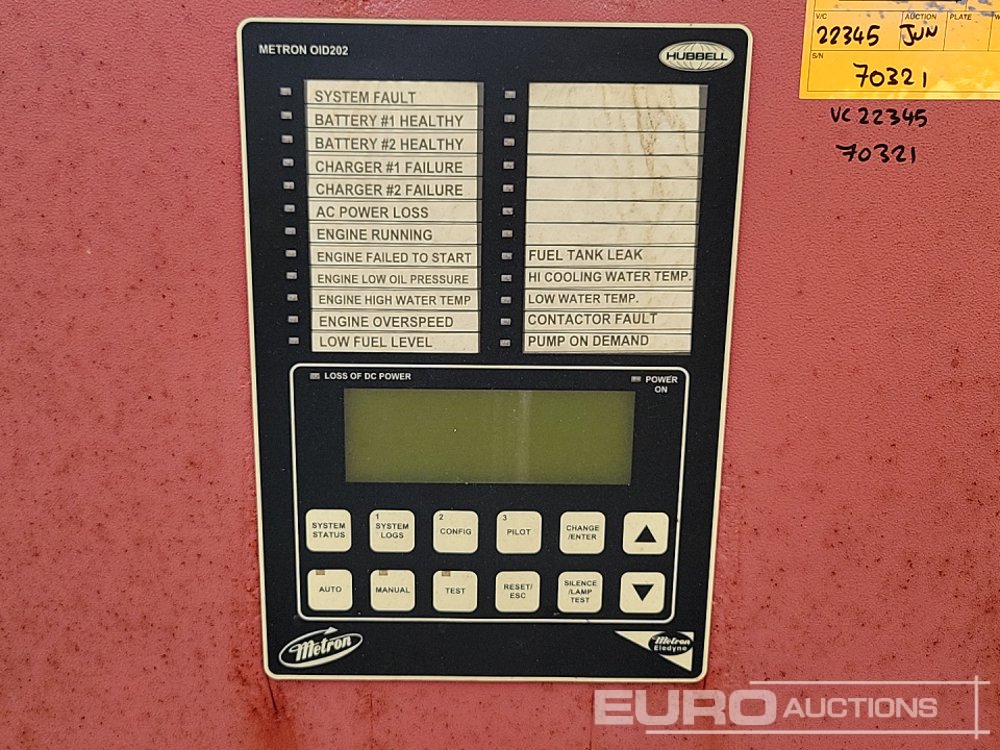 METRON OID202
HUBBELL
SYSTEM FAULT
BATTERY #1 HEALTHY
BATTERY #2 HEALTHY
CHARGER #1 FAILURE
CHARGER #2 FAILURE
AC POWER LOSS
ENGINE RUNNING
ENGINE FAILED TO START
ENGINE LOW OIL PRESSURE
ENGINE HIGH WATER TEMP
ENGINE OVERSPEED
LOW FUEL LEVEL
FUEL TANK LEAK
HI COOLING WATER TEMP.
LOW WATER TEMP.
CONTACTOR FAULT
PUMP ON DEMAND
LOSS OF DC POWER
POWER
ON
SYSTEM
STATUS
1
SYSTEM
LOGS
2
CONFIG
3
PILOT
CHANGE
/ENTER
AUTO
MANUAL
TEST
RESET/
ESC
SILENCE
/LAMP
TEST
Metron
Metron
Eledyne
V/C
AUCTION
PLATE
W
22345 JUN
S/N
70321
VC 22345
70321
EURO AUCTIONS